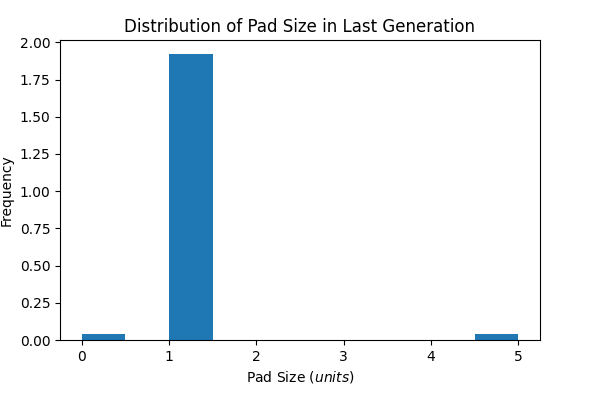 Distribution of Pad Size in Last Generation
2.00
1.75
1.50
1.25
1.00
0.75
0.50
0.25
0.00
Frequency
0 1 2 3 4 5
Pad Size (units)